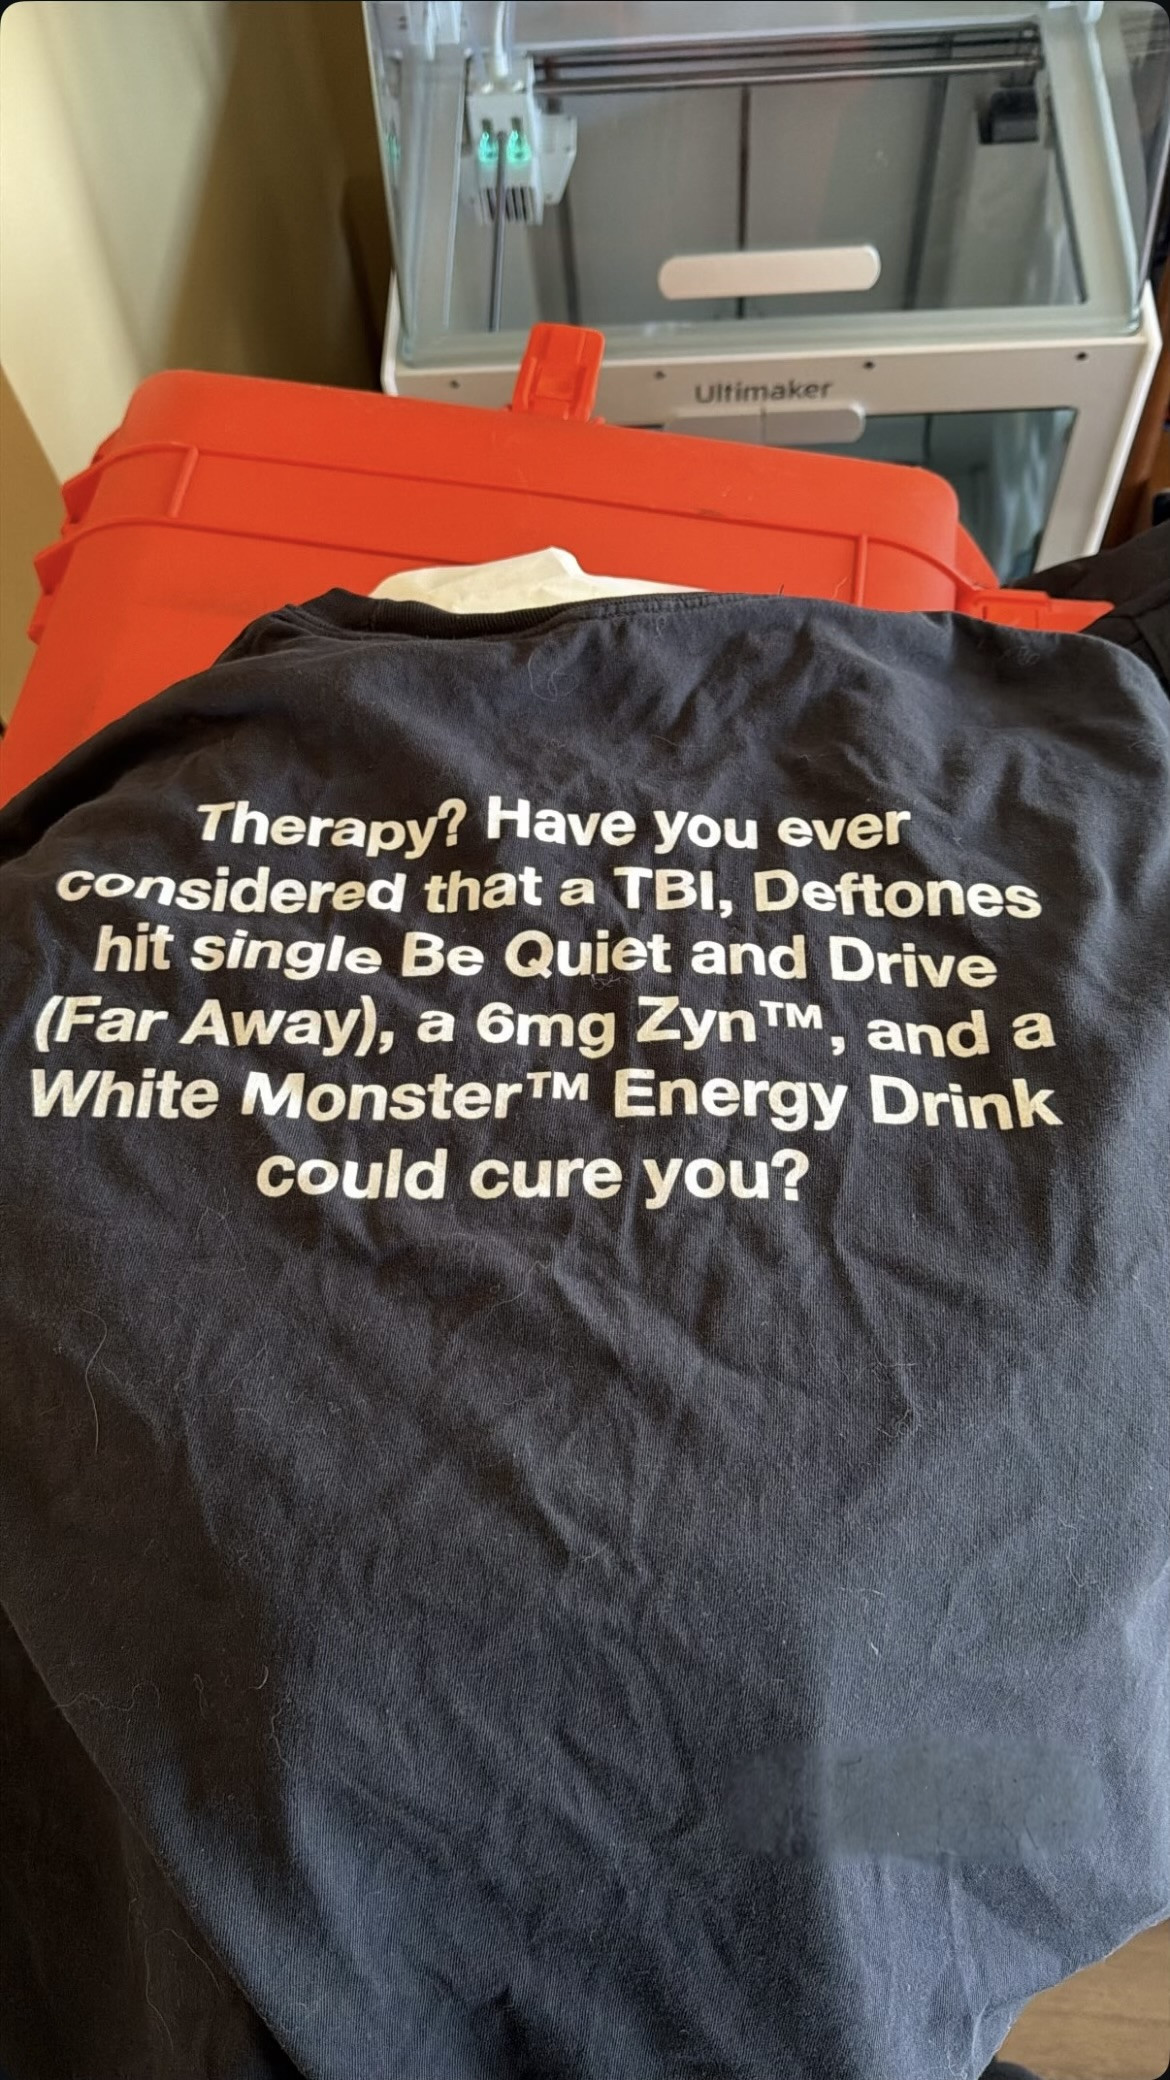 Ultimaker
Therapy? Have you ever
considered that a TBI, Deftones
hit single Be Quiet and Drive
(Far Away), a 6mg Zyn™, and a
White Monster™ Energy Drink
could cure you?